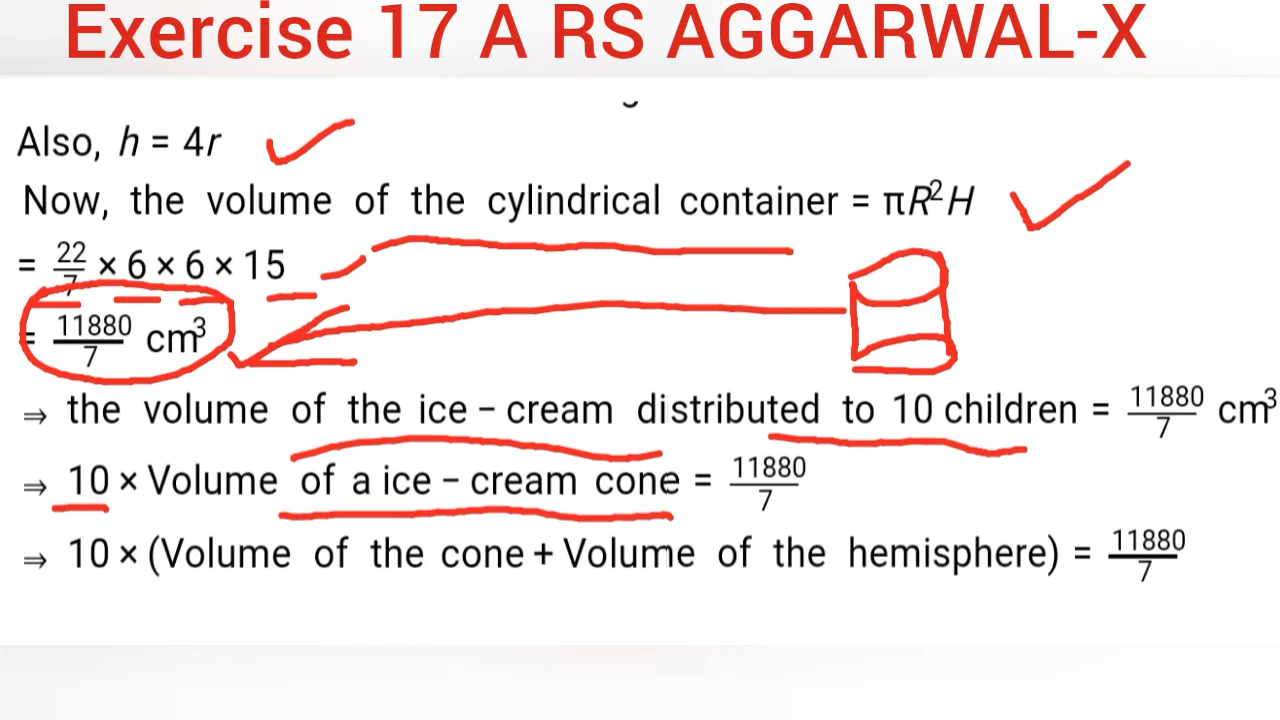 Exercise 17 A RS AGGARWAL-X
Also, h = 4r
Now, the volume of the cylindrical container = πR²H
= 22/7 × 6 × 6 × 15
= 11880/7 cm³
⇒ the volume of the ice – cream distributed to 10 children = 11880/7 cm³
⇒ 10 × Volume of a ice – cream cone = 11880/7
⇒ 10 × (Volume of the cone + Volume of the hemisphere) = 11880/7